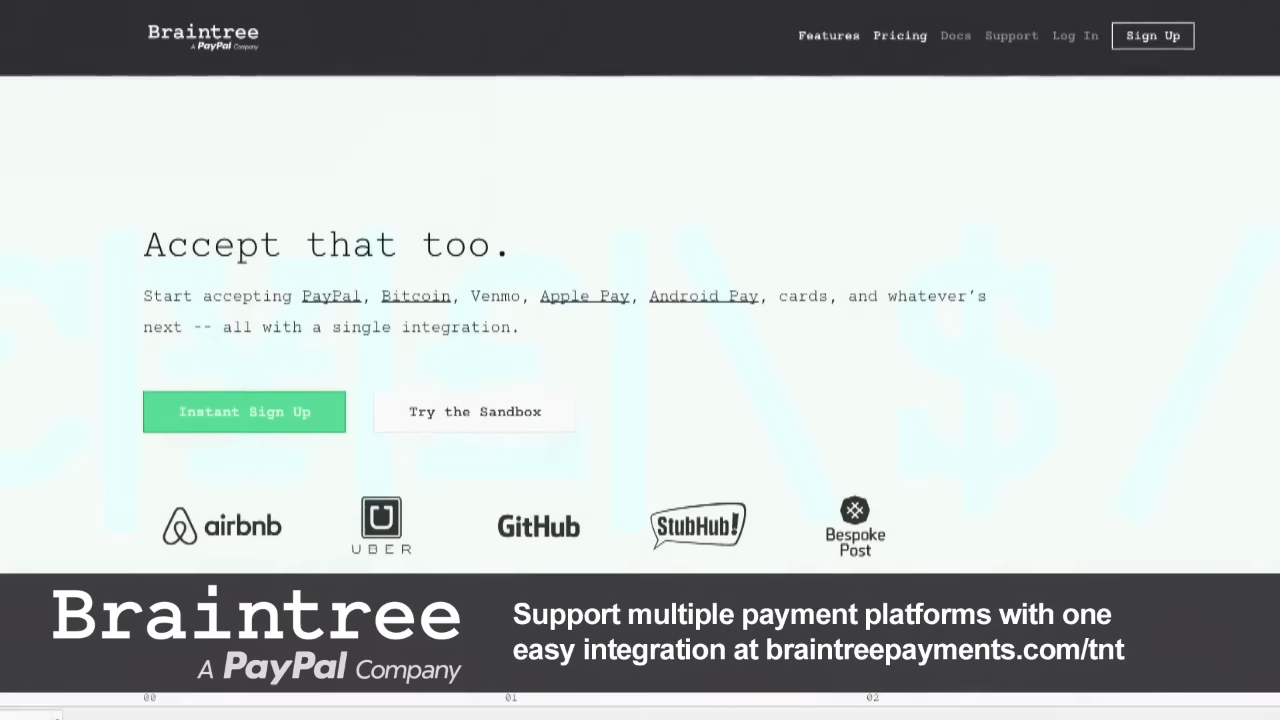 Braintree
A PayPal Company
Features Pricing Docs Support Log In Sign Up
Accept that too.
Start accepting PayPal, Bitcoin, Venmo, Apple Pay, Android Pay, cards, and whatever's
next -- all with a single integration.
Instant Sign Up Try the Sandbox
airbnb
UBER
GitHub
StubHub!
Bespoke
Post
Braintree
A PayPal Company
Support multiple payment platforms with one
easy integration at braintreepayments.com/tnt
00 01 02